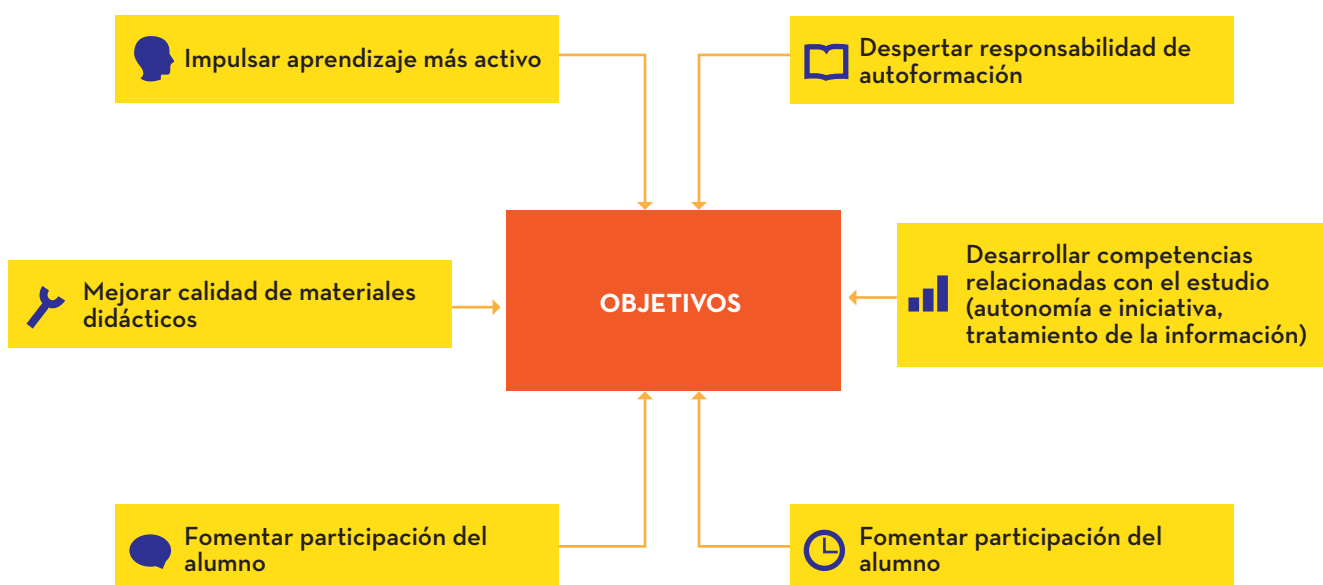 Impulsar aprendizaje más activo
Despertar responsabilidad de
autoformación
Mejorar calidad de materiales
didácticos
OBJETIVOS
Desarrollar competencias
relacionadas con el estudio
(autonomía e iniciativa,
tratamiento de la información)
Fomentar participación del
alumno
Fomentar participación del
alumno